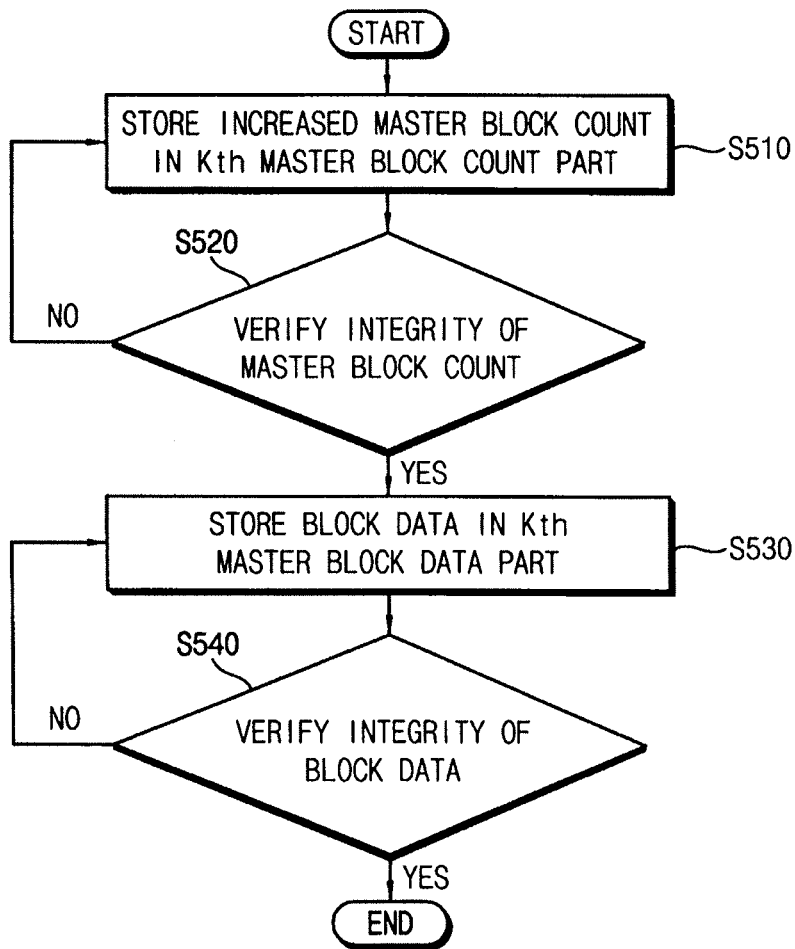 START
STORE INCREASED MASTER BLOCK COUNT
IN Kth MASTER BLOCK COUNT PART
S510
S520
NO
VERIFY INTEGRITY OF
MASTER BLOCK COUNT
YES
STORE BLOCK DATA IN Kth
MASTER BLOCK DATA PART
S530
S540
NO
VERIFY INTEGRITY OF
BLOCK DATA
YES
END